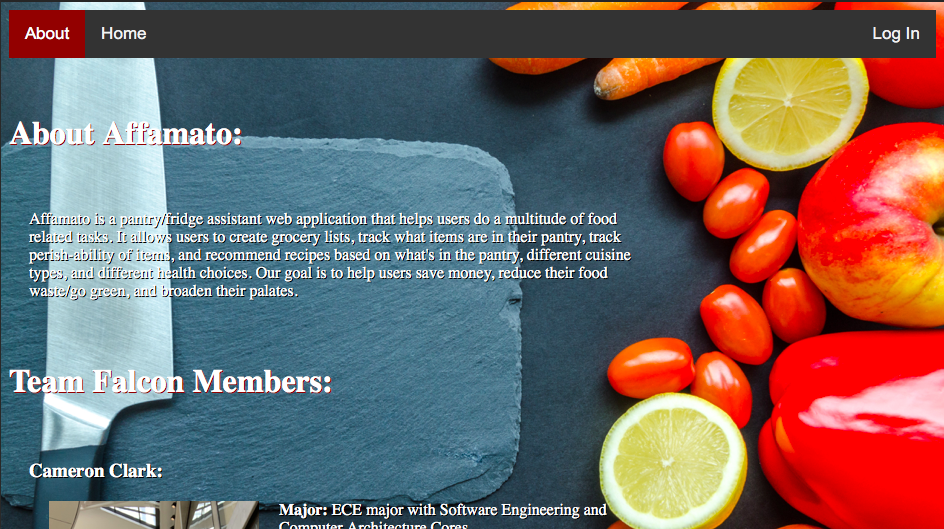 About Home Log In
About Affamato:
Affamato is a pantry/fridge assistant web application that helps users do a multitude of food
related tasks. It allows users to create grocery lists, track what items are in their pantry, track
perish-ability of items, and recommend recipes based on what's in the pantry, different cuisine
types, and different health choices. Our goal is to help users save money, reduce their food
waste/go green, and broaden their palates.
Team Falcon Members:
Cameron Clark:
Major: ECE major with Software Engineering and
Computer Architecture Cores